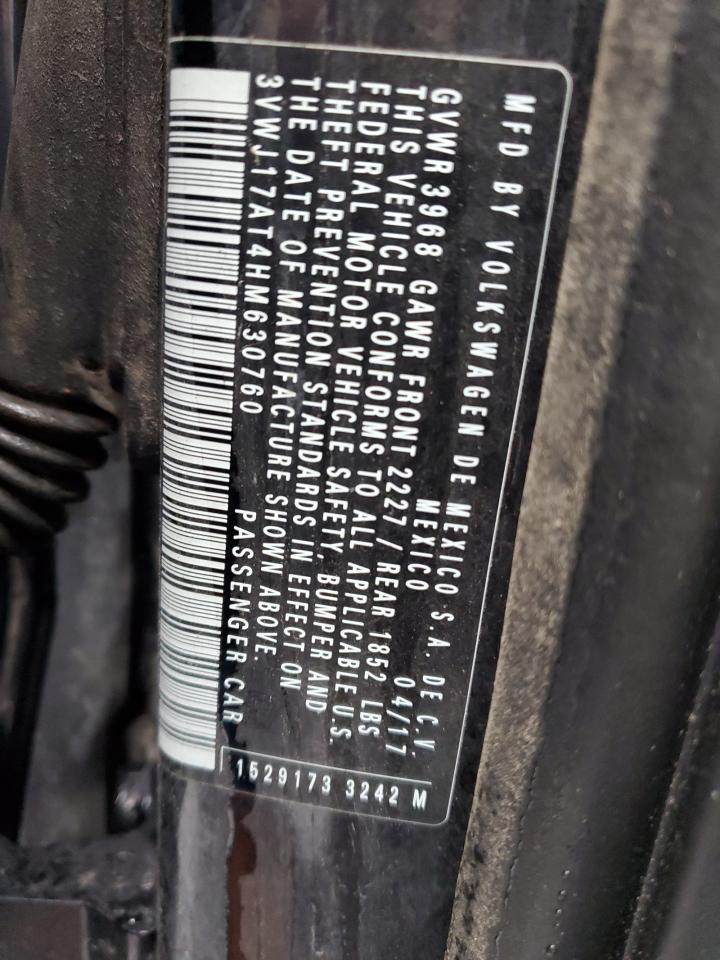 MFD BY VOLKSWAGEN DE MEXICO S.A. DE C.V.
MEXICO 04/17
GVWR 3968 GAWR FRONT 2227 / REAR 1852 LBS
THIS VEHICLE CONFORMS TO ALL APPLICABLE U.S.
FEDERAL MOTOR VEHICLE SAFETY, BUMPER AND
THEFT PREVENTION STANDARDS IN EFFECT ON
THE DATE OF MANUFACTURE SHOWN ABOVE.
3VWJ17AT4HM630760 PASSENGER CAR
1529173 3242 M